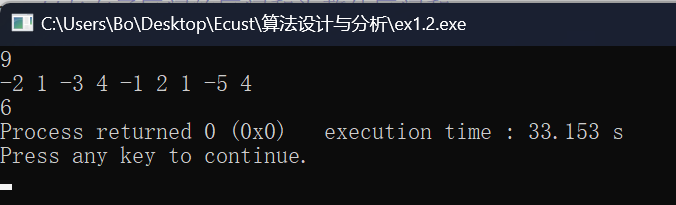 C:\Users\Bo\Desktop\Ecust\算法设计与分析\ex1.2.exe
9
-2 1 -3 4 -1 2 1 -5 4
6
Process returned 0 (0x0)   execution time : 33.153 s
Press any key to continue.